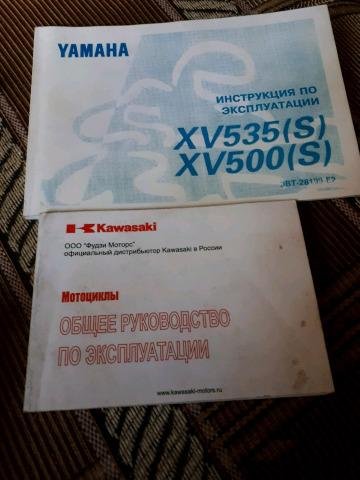 YAMAHA
ИНСТРУКЦИЯ ПО
ЭКСПЛУАТАЦИИ
XV535(S)
XV500(S)
Kawasaki
ООО "Фудзи Моторс"
официальный дистрибьютор Kawasaki в России
Мотоциклы
ОБЩЕЕ РУКОВОДСТВО
ПО ЭКСПЛУАТАЦИИ
www.kawasaki-motors.ru